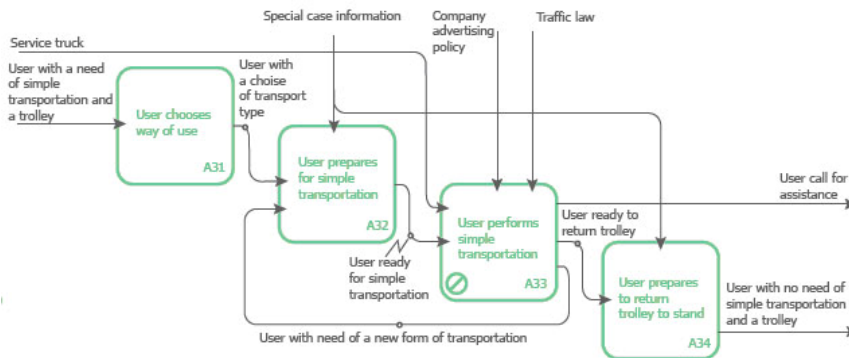 Special case information
Company
advertising
policy
Traffic law
Service truck
User with a need
of simple
transportation and
a trolley
User with
a choise
of transport
type
User chooses
way of use
A31
User prepares
for simple
transportation
A32
User performs
simple
transportation
A33
User call for
assistance
User ready to
return trolley
User ready
for simple
transportation
User prepares
to return
trolley to stand
A34
User with no need of
simple transportation
and a trolley
User with need of a new form of transportation